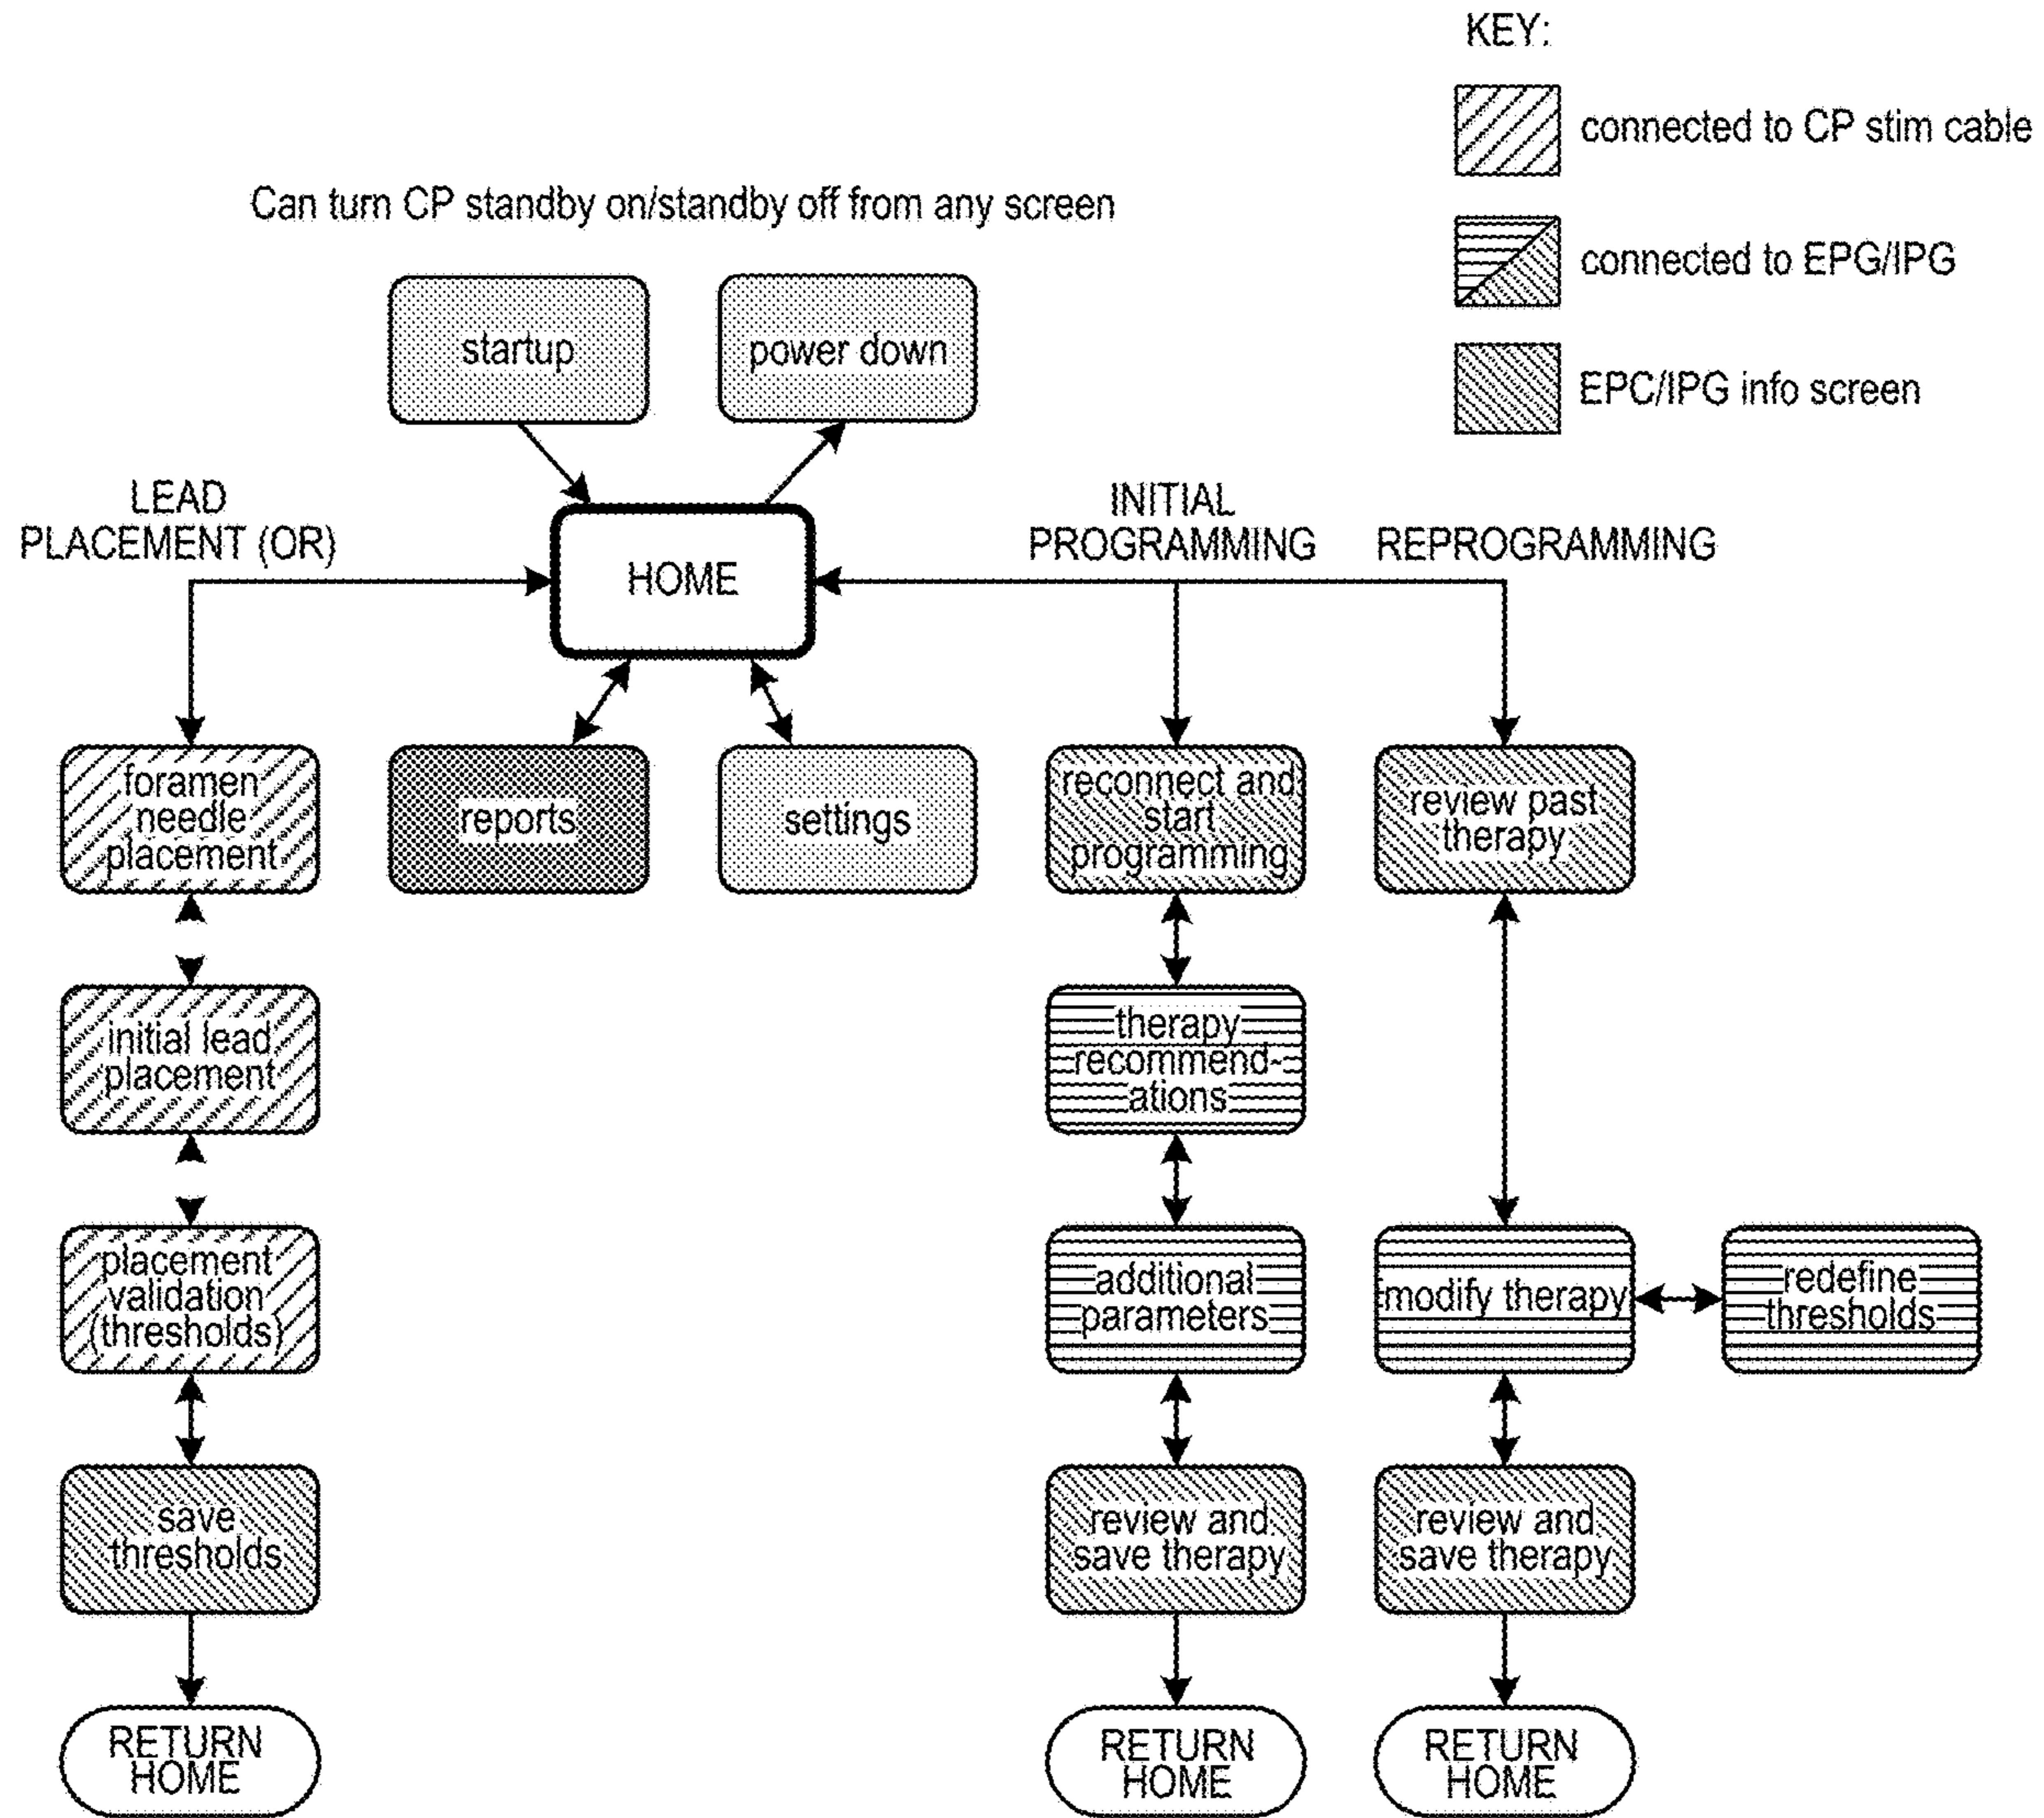 KEY:
connected to CP stim cable
connected to EPG/IPG
EPC/IPG info screen
Can turn CP standby on/standby off from any screen
startup
power down
LEAD
PLACEMENT (OR)
HOME
INITIAL
PROGRAMMING
REPROGRAMMING
foramen
needle
placement
reports
settings
reconnect and
start
programming
review past
therapy
initial lead
placement
therapy
recommend-
ations
placement
validation
(thresholds)
additional
parameters
modify therapy
redefine
thresholds
save
thresholds
review and
save therapy
review and
save therapy
RETURN
HOME
RETURN
HOME
RETURN
HOME